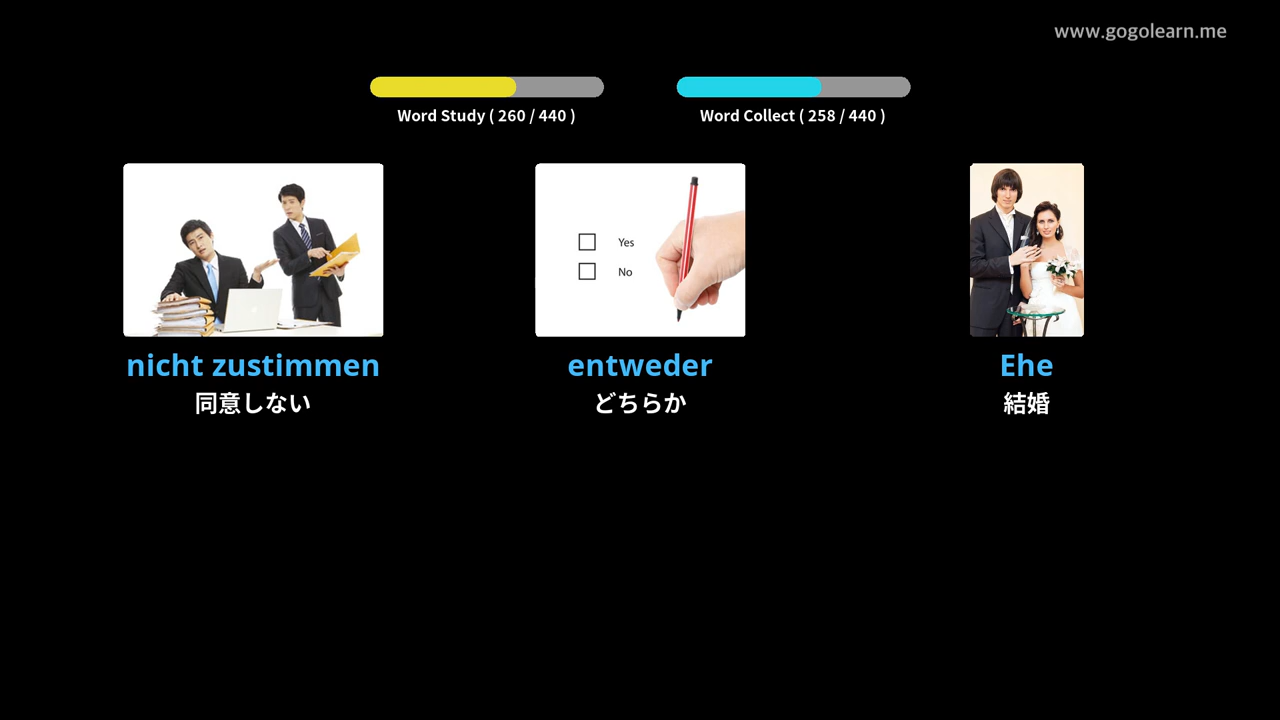 www.gogolearn.me
Word Study ( 260 / 440 )
Word Collect ( 258 / 440 )
Yes
No
nicht zustimmen
同意しない
entweder
どちらか
Ehe
結婚